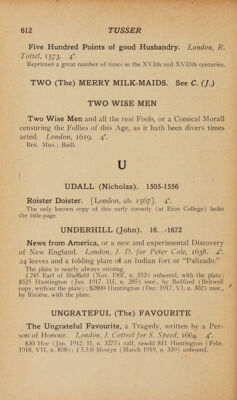 612 TUSSER
Five Hundred Points of good Husbandry. London, R.
Tottel, 1573. 4°.
Reprinted a great number of times in the XVIth and XVIIth centuries.
TWO (The) MERRY MILK-MAIDS. See C. (J.)
TWO WISE MEN
Two Wise Men and all the rest Fools, or a Comical Morall
censuring the Follies of this Age, as it hath been divers times
acted. London, 1619. 4°.
Brit. Mus.; Bodl.
U
UDALL (Nicholas). 1505-1556
Roister Doister. [London, ab. 1567]. 4°.
The only known copy of this early comedy (at Eton College) lacks
the title-page.
UNDERHILL (John). 16..-1672
News from America, or a new and experimental Discovery
of New England. London, J. D. for Peter Cole, 1638. 4°.
24 leaves and a folding plate of an Indian fort or "Palizado."
The plate is nearly always missing.
£245 Earl of Sheffield (Nov. 1907, n. 353) unbound, with the plate;
$525 Huntington (Jan. 1917, III, n. 285) mor., by Bedford (Britwell
copy, without the plate); $2800 Huntington (Dec. 1917, VI, n. 302) mor.,
by Rivière, with the plate.
UNGRATEFUL (The) FAVOURITE
The Ungrateful Favourite, a Tragedy, written by a Per-
son of Honour. London, J. Cottrel for S. Speed, 1664. 4°.
$30 Hoe (Jan. 1912, II, n. 3275) calf, resold $11 Huntington (Febr.
1918, VII, n. 858); £5.5.0 Mostyn (March 1919, n. 339) unbound.